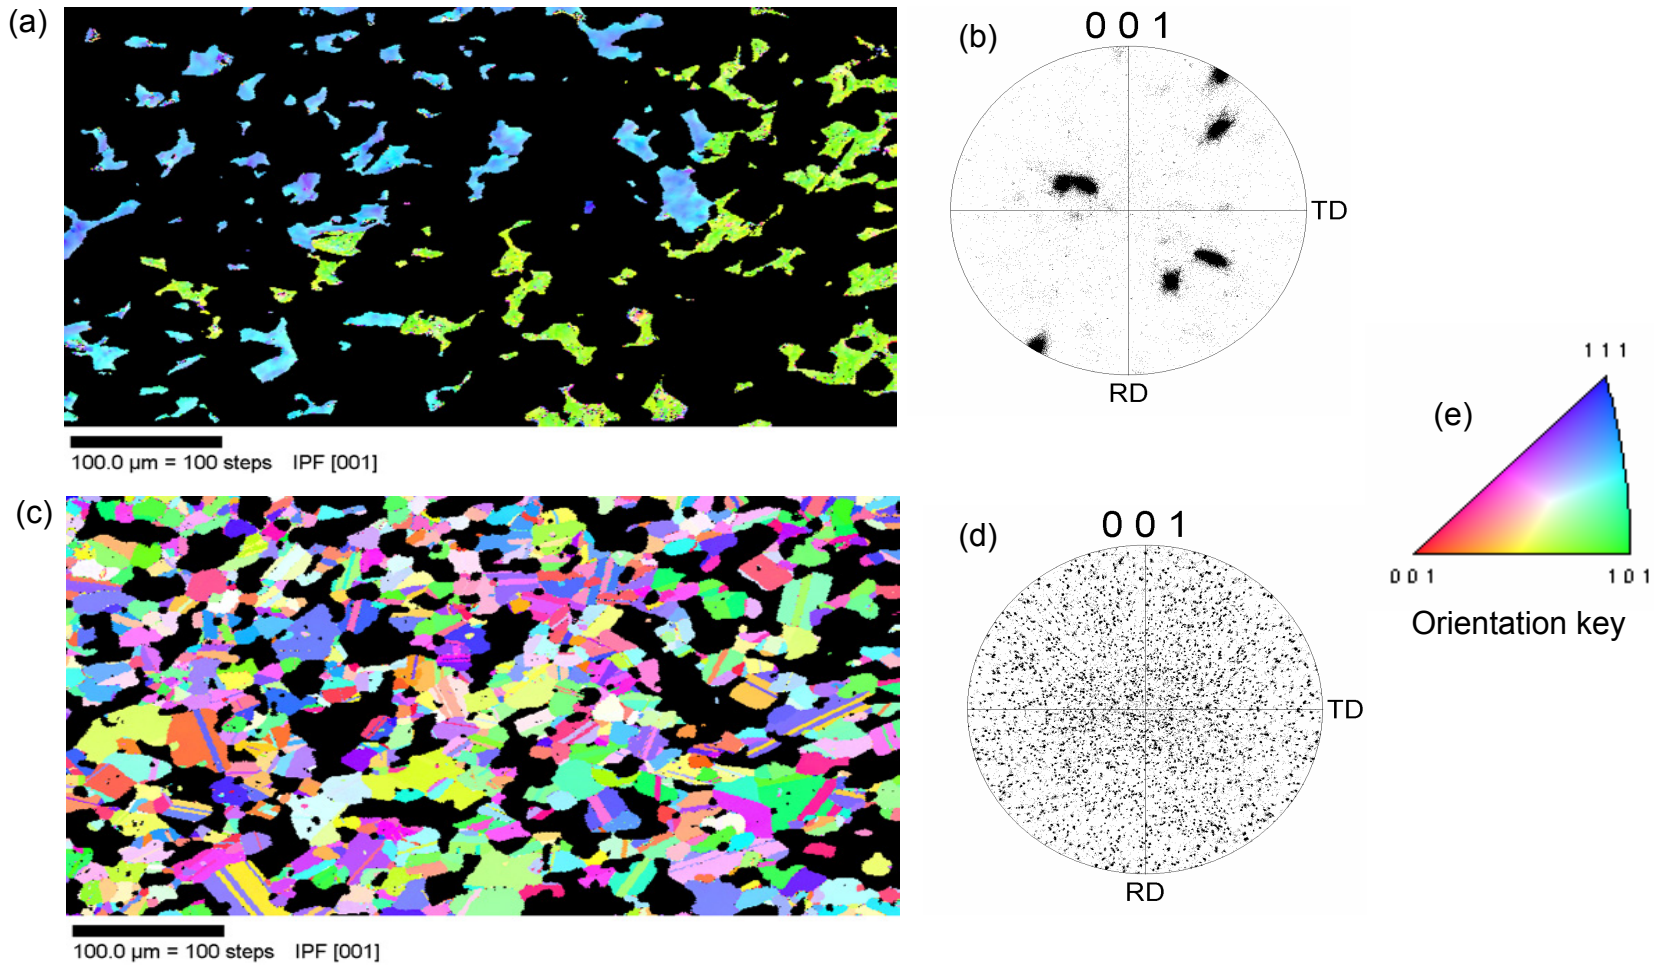 (a)
(b)
0 0 1
TD
RD
100.0 µm = 100 steps IPF [001]
(c)
(d)
0 0 1
TD
RD
100.0 µm = 100 steps IPF [001]
(e)
1 1 1
0 0 1
1 0 1
Orientation key